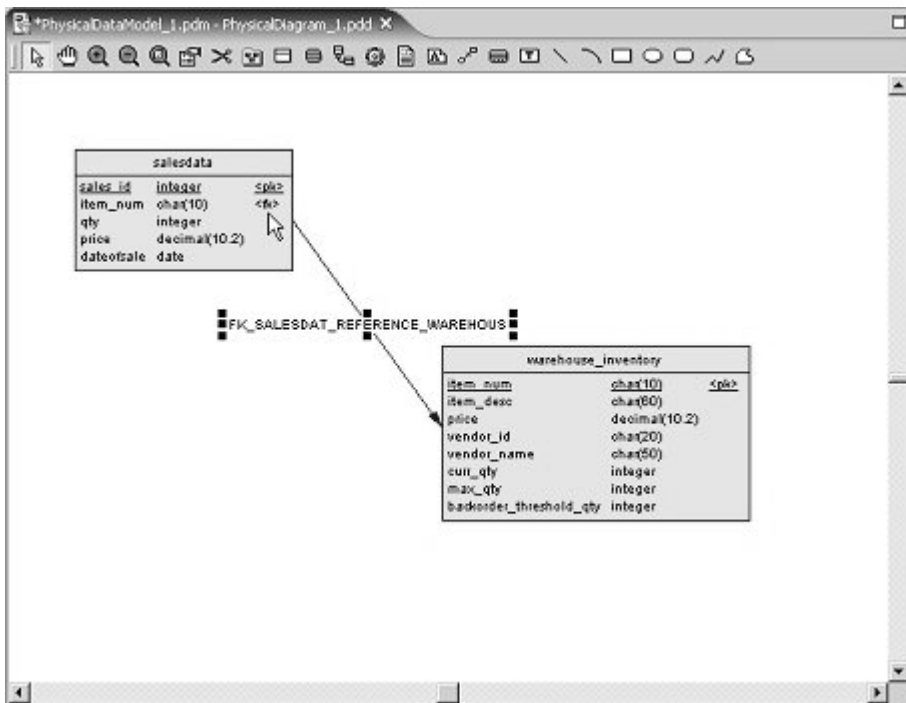 *PhysicalDataModel_1.pdm - PhysicalDiagram_1.pdd
salesdata
sales_id integer <pk>
item_num char(10) <fk>
qty integer
price decimal(10.2)
dateofsale date
FK_SALESDAT_REFERENCE_WAREHOUS
warehouse_inventory
item_num char(10) <pk>
item_desc char(60)
price decimal(10.2)
vendor_id char(20)
vendor_name char(50)
curr_qty integer
max_qty integer
backorder_threshold_qty integer